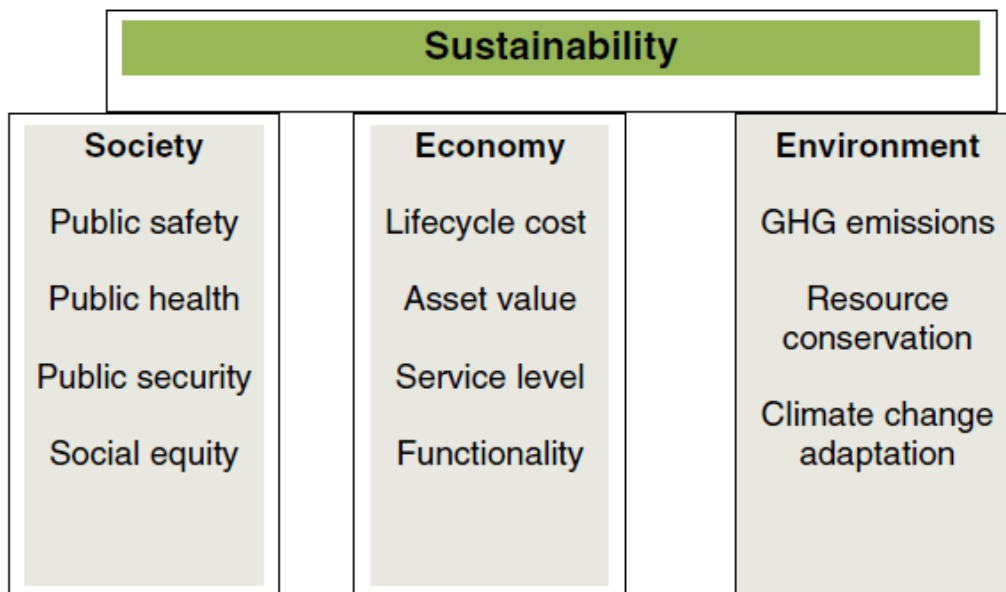 Sustainability
Society
Public safety
Public health
Public security
Social equity
Economy
Lifecycle cost
Asset value
Service level
Functionality
Environment
GHG emissions
Resource
conservation
Climate change
adaptation